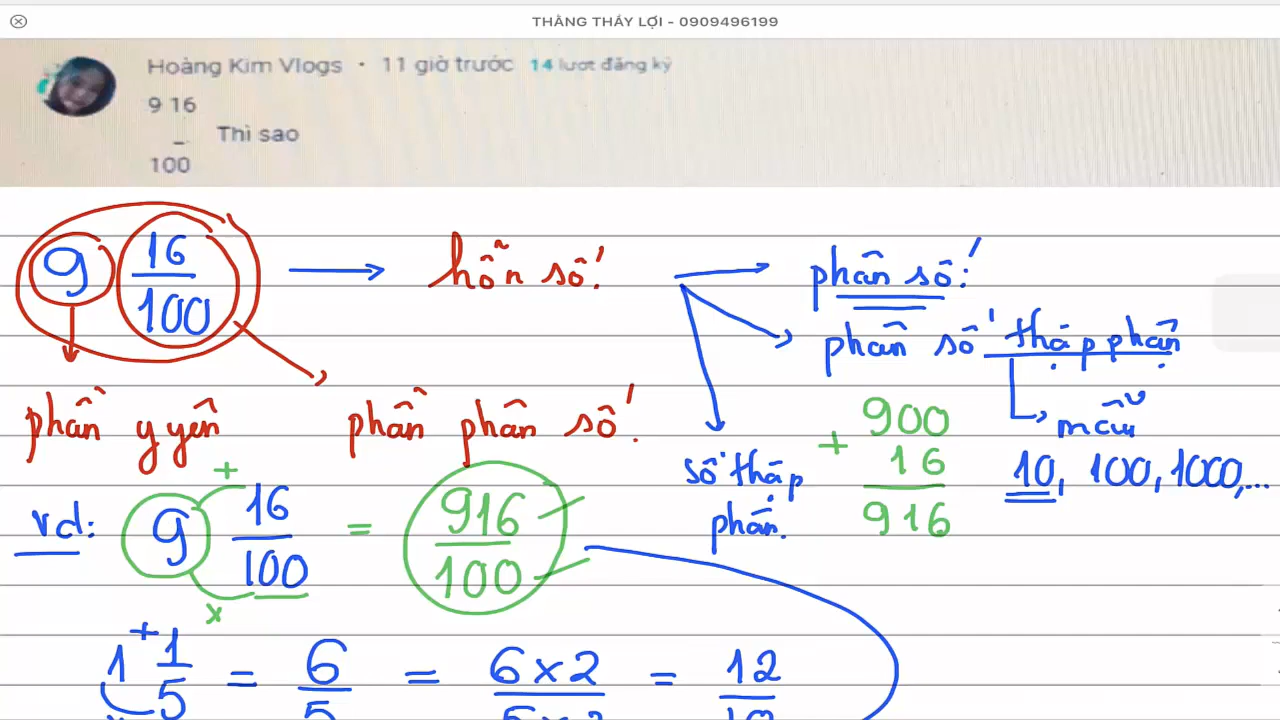 THẰNG THẦY LỢI - 0909496199
Hoàng Kim Vlogs · 11 giờ trước 14 lượt đăng ký
9 16
_ Thì sao
100
9 16/100 → hỗn số!
phân số!
phân số thập phân
mẫu
10, 100, 1000,...
số thập phân.
phần gyên
phần phân số!
900
+ 16
916
vd: 9 16/100 = 916/100
+
x
1 + 1/5 = 6/5 = 6x2/5x2 = 12/10